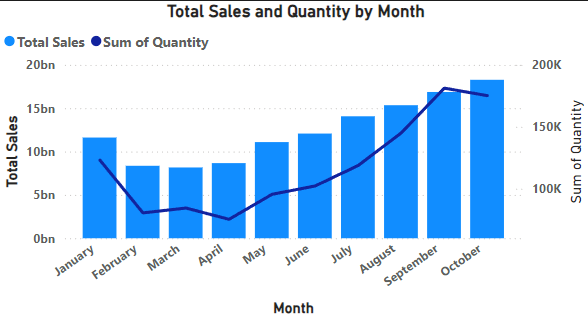 Total Sales and Quantity by Month
Total Sales Sum of Quantity
20bn
15bn
10bn
5bn
0bn
Total Sales
200K
150K
100K
Sum of Quantity
January
February
March
April
May
June
July
August
September
October
Month